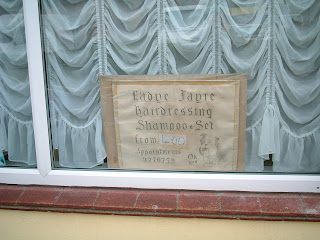 Ladye Fayre
Hairdressing
Shampoo & Set
from
Appointments